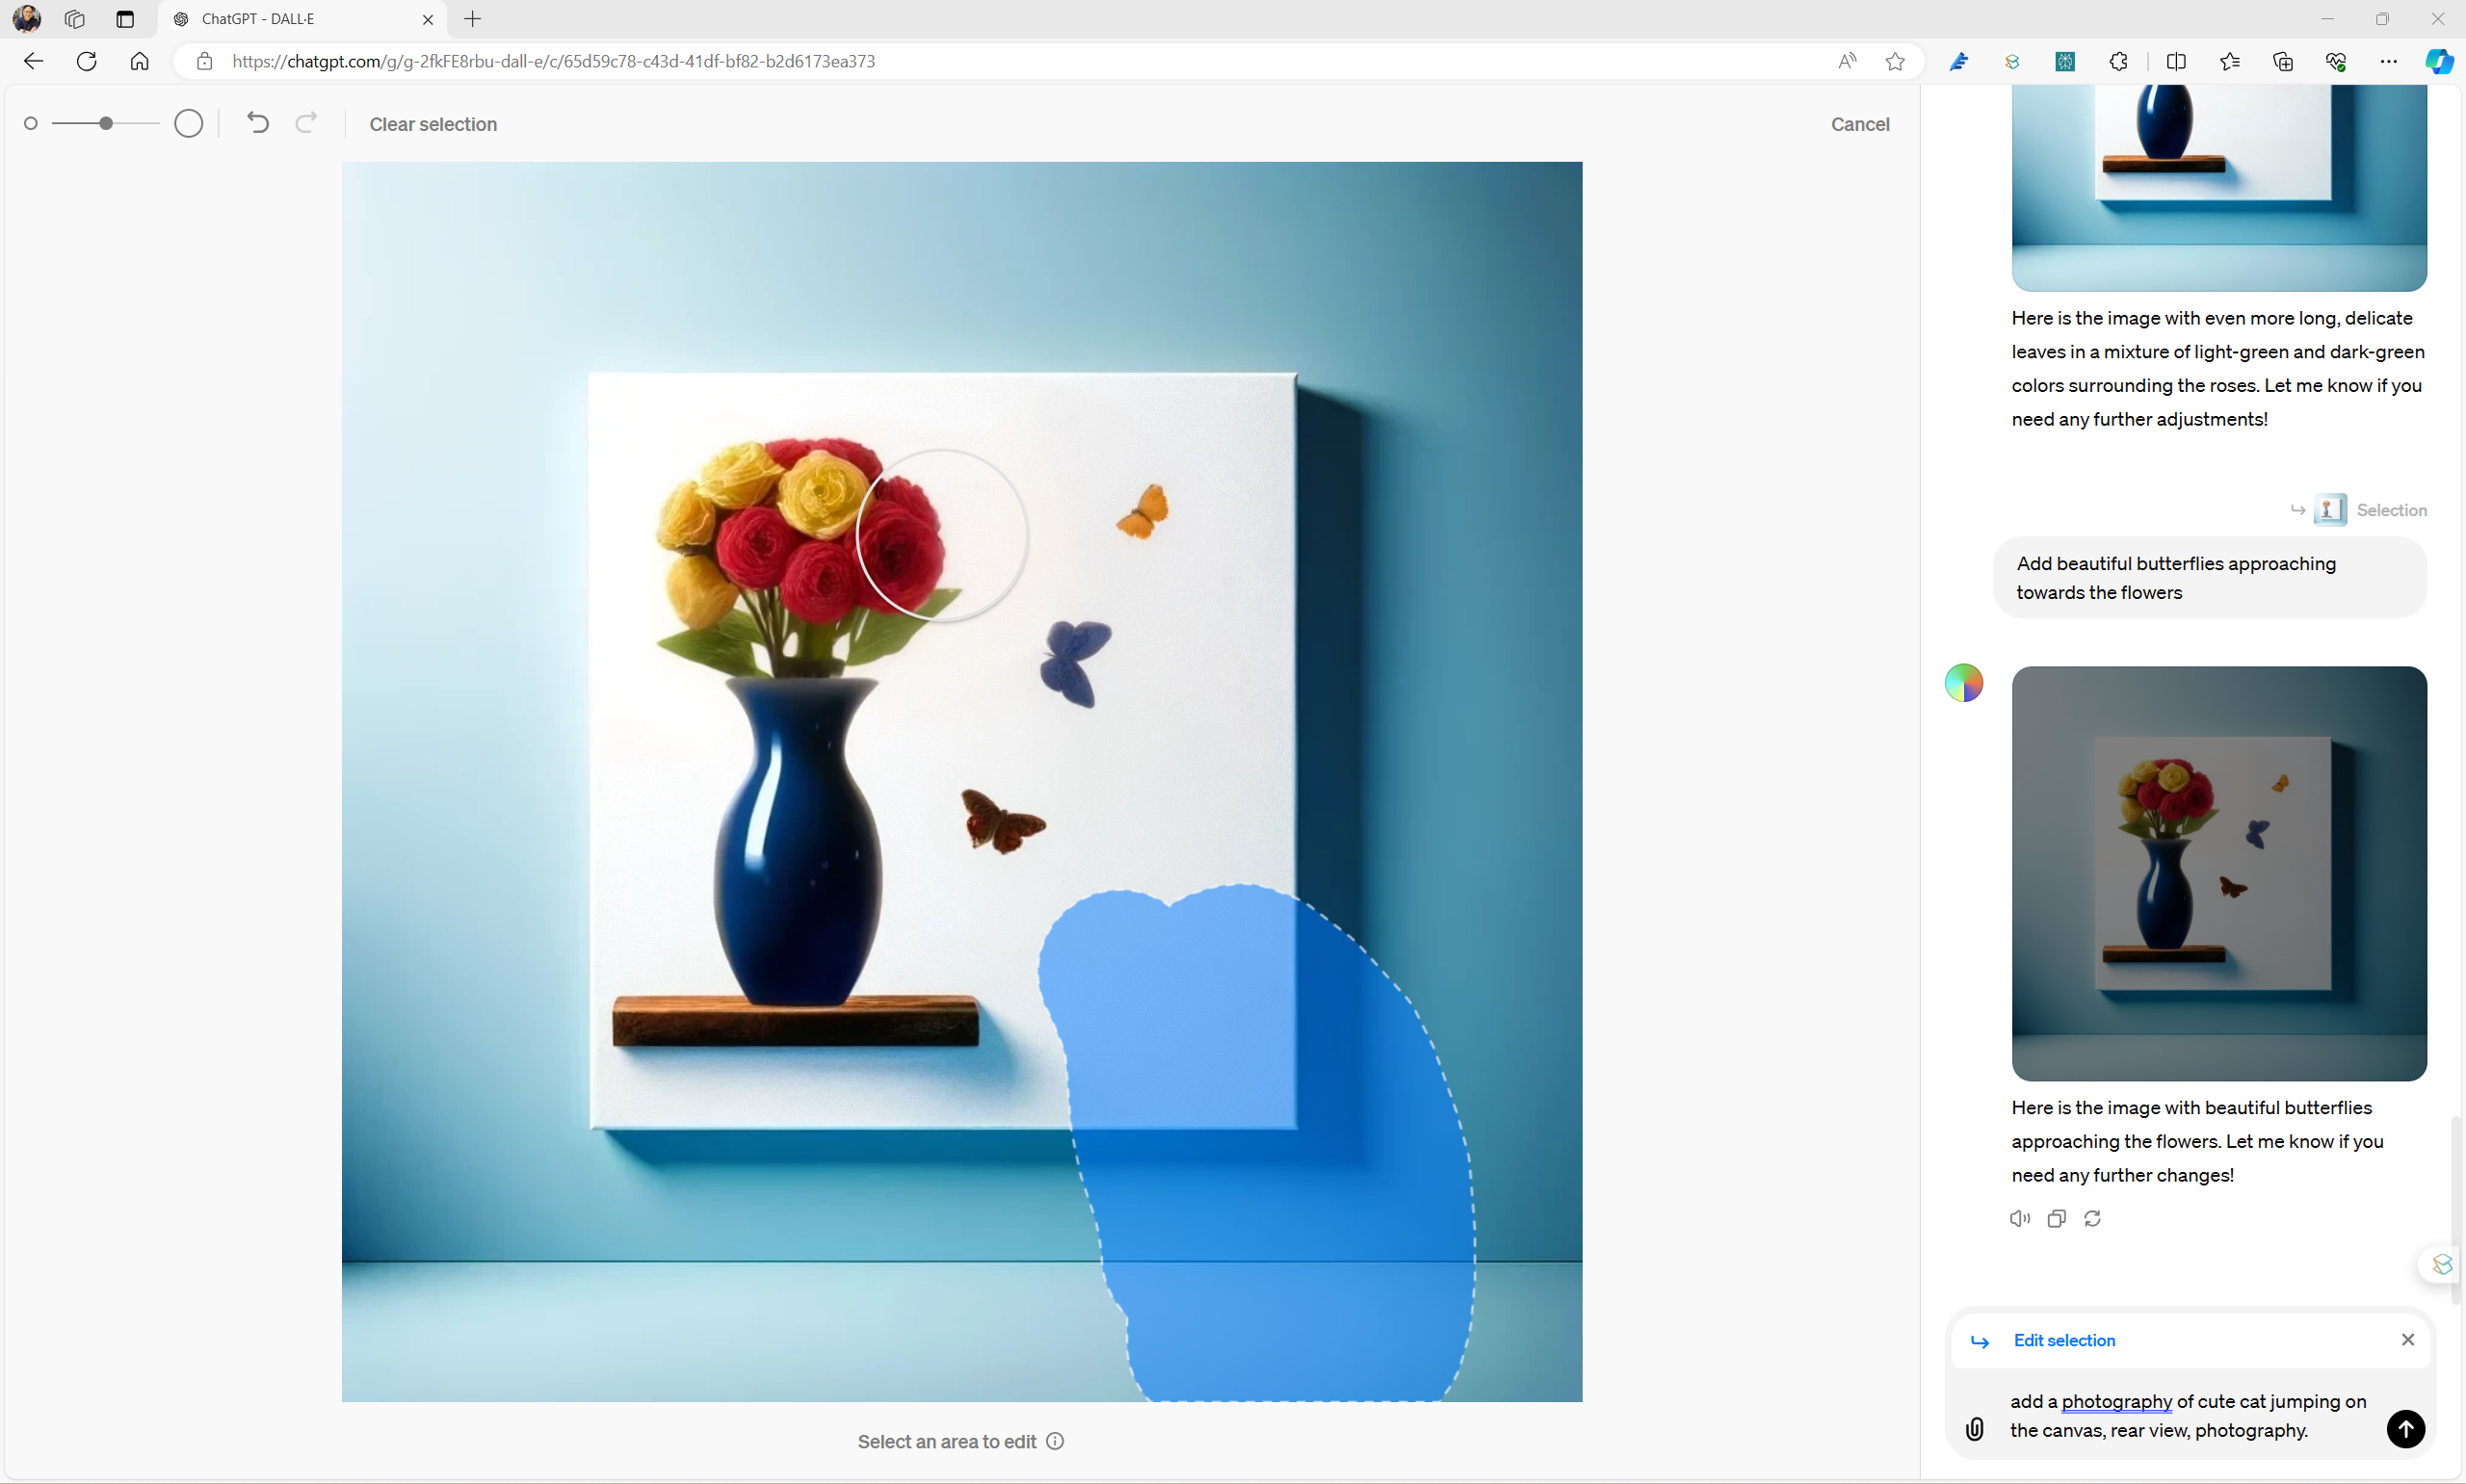 ChatGPT - DALL·E
https://chatgpt.com/g/g-2fkFE8rbu-dall-e/c/65d59c78-c43d-41df-bf82-b2d6173ea373
Clear selection
Cancel
Select an area to edit
Here is the image with even more long, delicate
leaves in a mixture of light-green and dark-green
colors surrounding the roses. Let me know if you
need any further adjustments!
Selection
Add beautiful butterflies approaching
towards the flowers
Here is the image with beautiful butterflies
approaching the flowers. Let me know if you
need any further changes!
Edit selection
add a photography of cute cat jumping on
the canvas, rear view, photography.